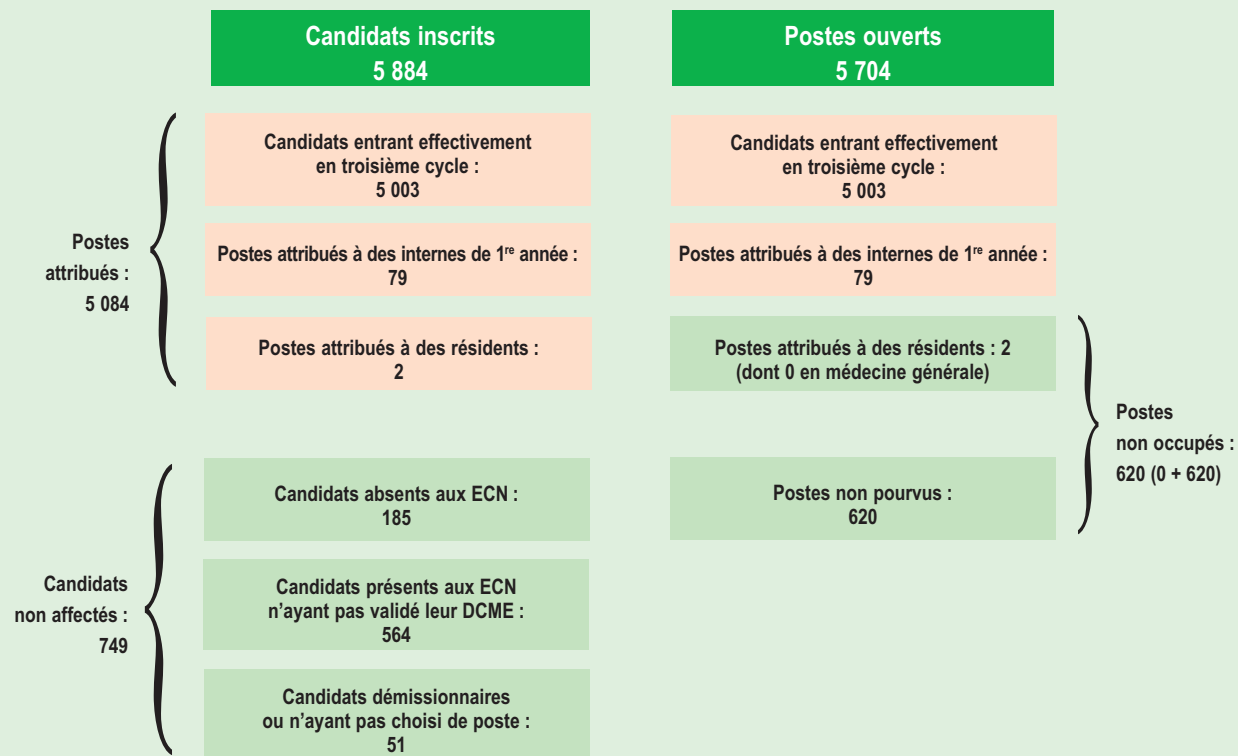 Candidats inscrits
5 884
Postes ouverts
5 704
Postes
attribués :
5 084
Candidats entrant effectivement
en troisième cycle :
5 003
Candidats entrant effectivement
en troisième cycle :
5 003
Postes attribués à des internes de 1re année :
79
Postes attribués à des internes de 1re année :
79
Postes attribués à des résidents :
2
Postes attribués à des résidents : 2
(dont 0 en médecine générale)
Postes
non occupés :
620 (0 + 620)
Candidats
non affectés :
749
Candidats absents aux ECN :
185
Postes non pourvus :
620
Candidats présents aux ECN
n’ayant pas validé leur DCME :
564
Candidats démissionnaires
ou n’ayant pas choisi de poste :
51